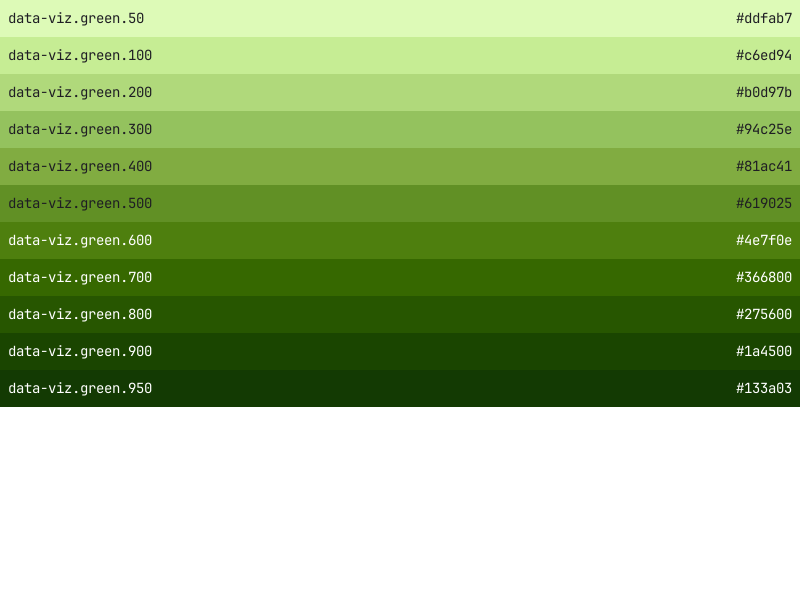 data-viz.green.50 #ddfab7
data-viz.green.100 #c6ed94
data-viz.green.200 #b0d97b
data-viz.green.300 #94c25e
data-viz.green.400 #81ac41
data-viz.green.500 #619025
data-viz.green.600 #4e7f0e
data-viz.green.700 #366800
data-viz.green.800 #275600
data-viz.green.900 #1a4500
data-viz.green.950 #133a03